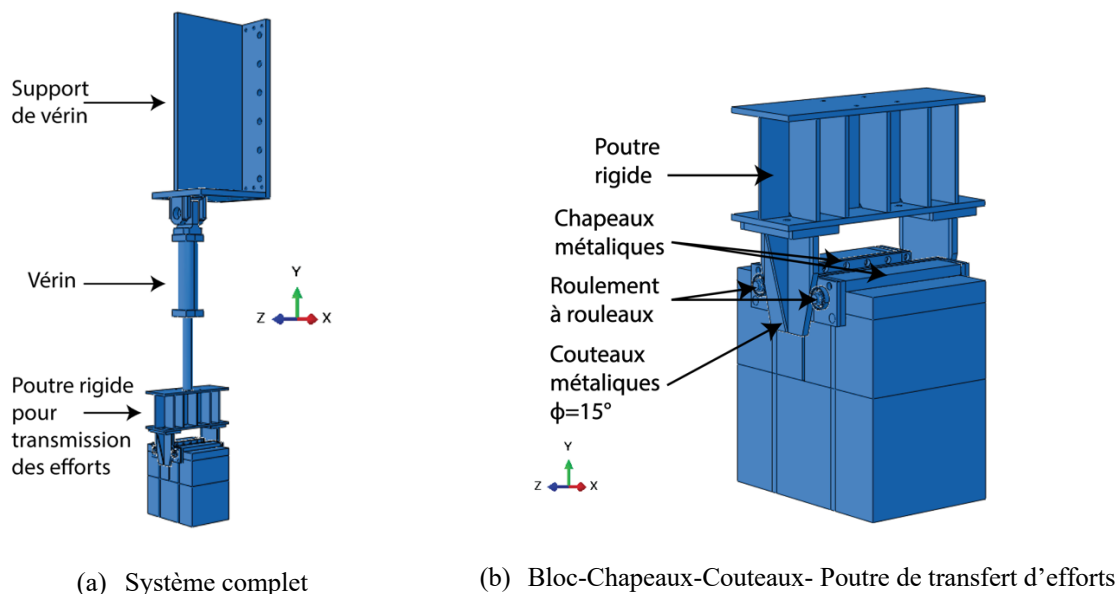 Support
de vérin
Vérin
Poutre rigide
pour
transmission
des efforts
Y
Z
X
(a) Système complet
Poutre
rigide
Chapeaux
métaliques
Roulement
à rouleaux
Couteaux
métaliques
ϕ=15°
Y
Z
X
(b) Bloc-Chapeaux-Couteaux- Poutre de transfert d’efforts